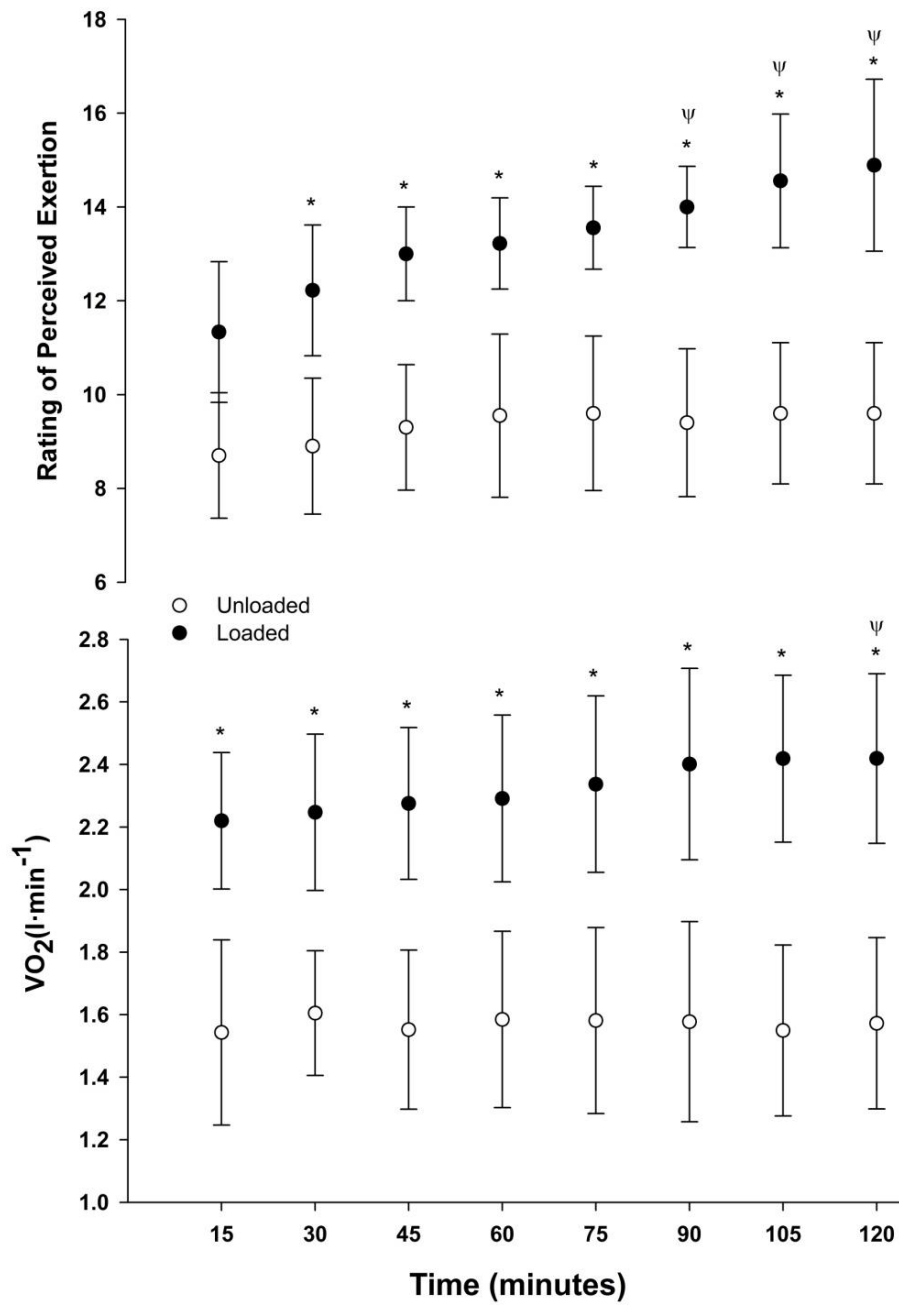 18
16
14
12
10
8
6
Rating of Perceived Exertion
* * * * * * * *
ψ ψ ψ
Unloaded
Loaded
2.8
2.6
2.4
2.2
2.0
1.8
1.6
1.4
1.2
1.0
VO₂(l·min⁻¹)
* * * * * * * *
ψ
15 30 45 60 75 90 105 120
Time (minutes)